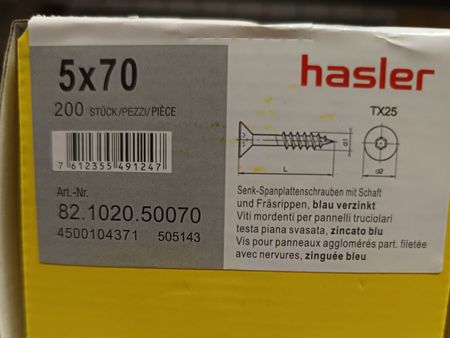 5x70
200 STÜCK/PEZZI/PIÈCE
7 612355 491247
Art.-Nr.
82.1020.50070
4500104371 505143
hasler
TX25
d1
L
d2
Senk-Spanplattenschrauben mit Schaft
und Fräsrippen, blau verzinkt
Viti mordenti per pannelli truciolari
testa piana svasata, zincato blu
Vis pour panneaux agglomérés part. filetée
avec nervures, zinguée bleu